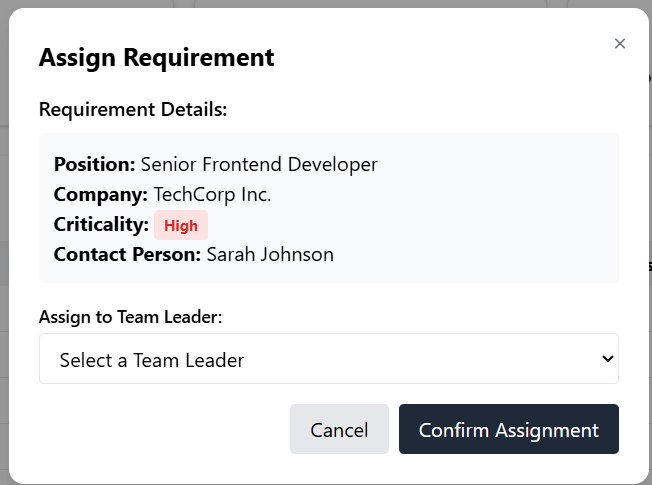 Assign Requirement
×
Requirement Details:
Position: Senior Frontend Developer
Company: TechCorp Inc.
Criticality: High
Contact Person: Sarah Johnson
Assign to Team Leader:
Select a Team Leader
Cancel
Confirm Assignment